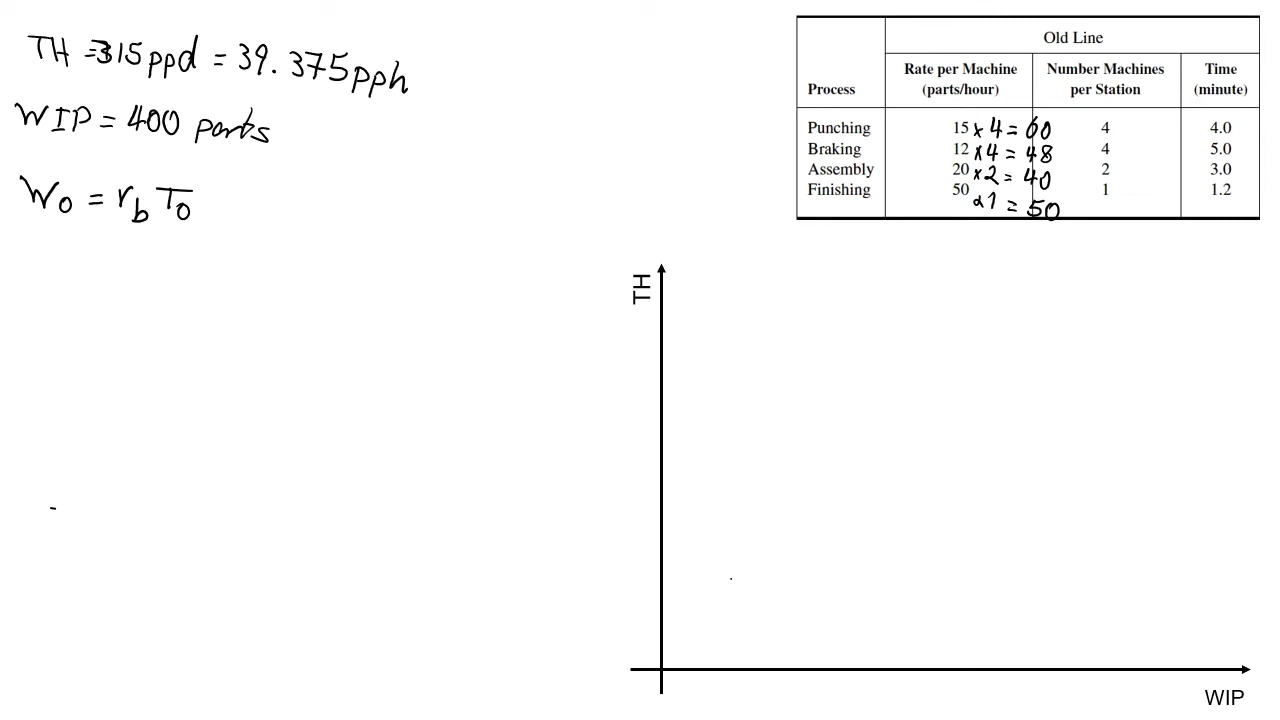 TH = 315 ppd = 39.375 pph
WIP = 400 parts
W0 = rb T0
Old Line
Process Rate per Machine (parts/hour) Number Machines per Station Time (minute)
Punching 15 x 4 = 60 4 4.0
Braking 12 x 4 = 48 4 5.0
Assembly 20 x 2 = 40 2 3.0
Finishing 50 x 1 = 50 1 1.2
TH
WIP